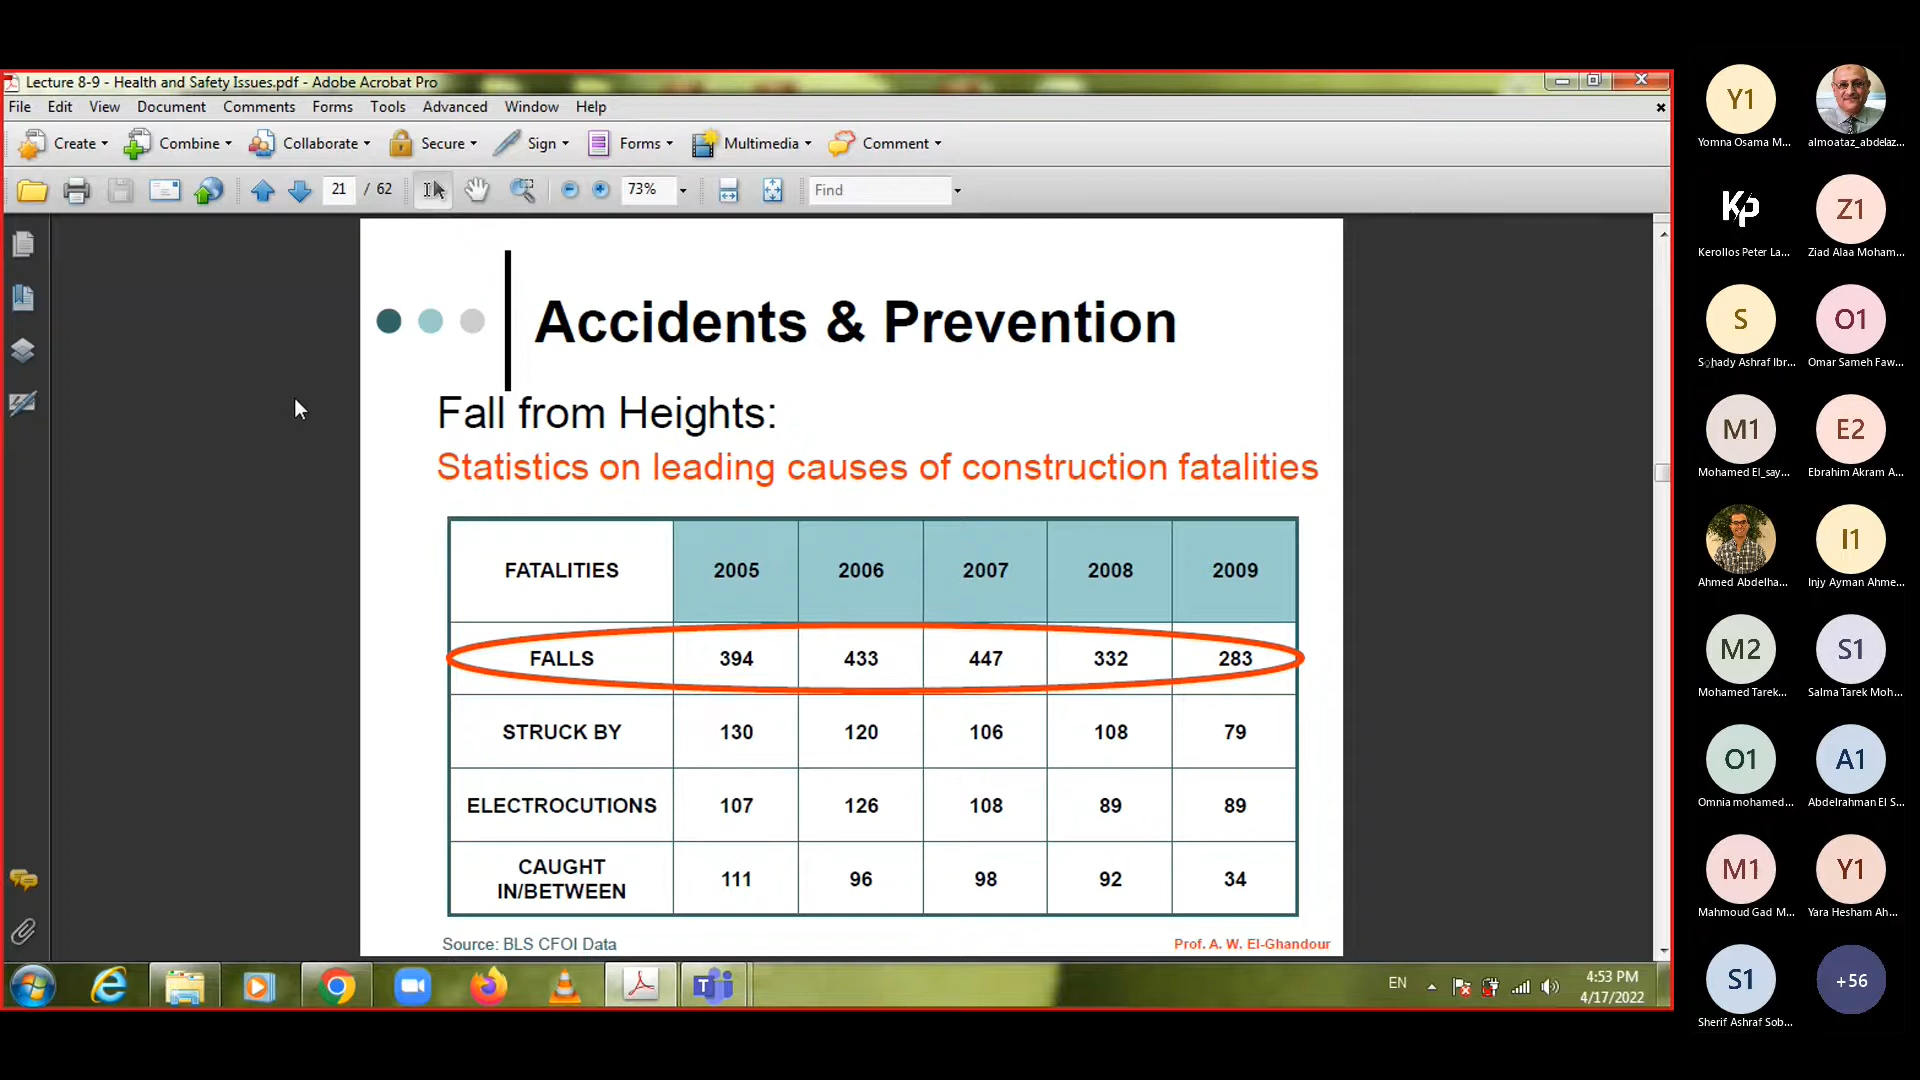 Lecture 8-9 - Health and Safety Issues.pdf - Adobe Acrobat Pro
File Edit View Document Comments Forms Tools Advanced Window Help
Create Combine Collaborate Secure Sign Forms Multimedia Comment
21 / 62 73% Find
Accidents & Prevention
Fall from Heights:
Statistics on leading causes of construction fatalities
FATALITIES 2005 2006 2007 2008 2009
FALLS 394 433 447 332 283
STRUCK BY 130 120 106 108 79
ELECTROCUTIONS 107 126 108 89 89
CAUGHT
IN/BETWEEN 111 96 98 92 34
Source: BLS CFOI Data Prof. A. W. El-Ghandour
EN 4:53 PM
4/17/2022
Y1
Yomna Osama M... almoataz_abdelaz...
Kp Z1
Kerollos Peter La... Ziad Alaa Moham...
S O1
Ashraf Ibr... Omar Sameh Faw...
M1 E2
Mohamed El_say... Ebrahim Akram A...
I1
Ahmed Abdelha... Injy Ayman Ahme...
M2 S1
Mohamed Tarek... Salma Tarek Moh...
O1 A1
Omnia mohamed... Abdelrahman El S...
M1 Y1
Mahmoud Gad M... Yara Hesham Ah...
S1 +56
Sherif Ashraf Sob...